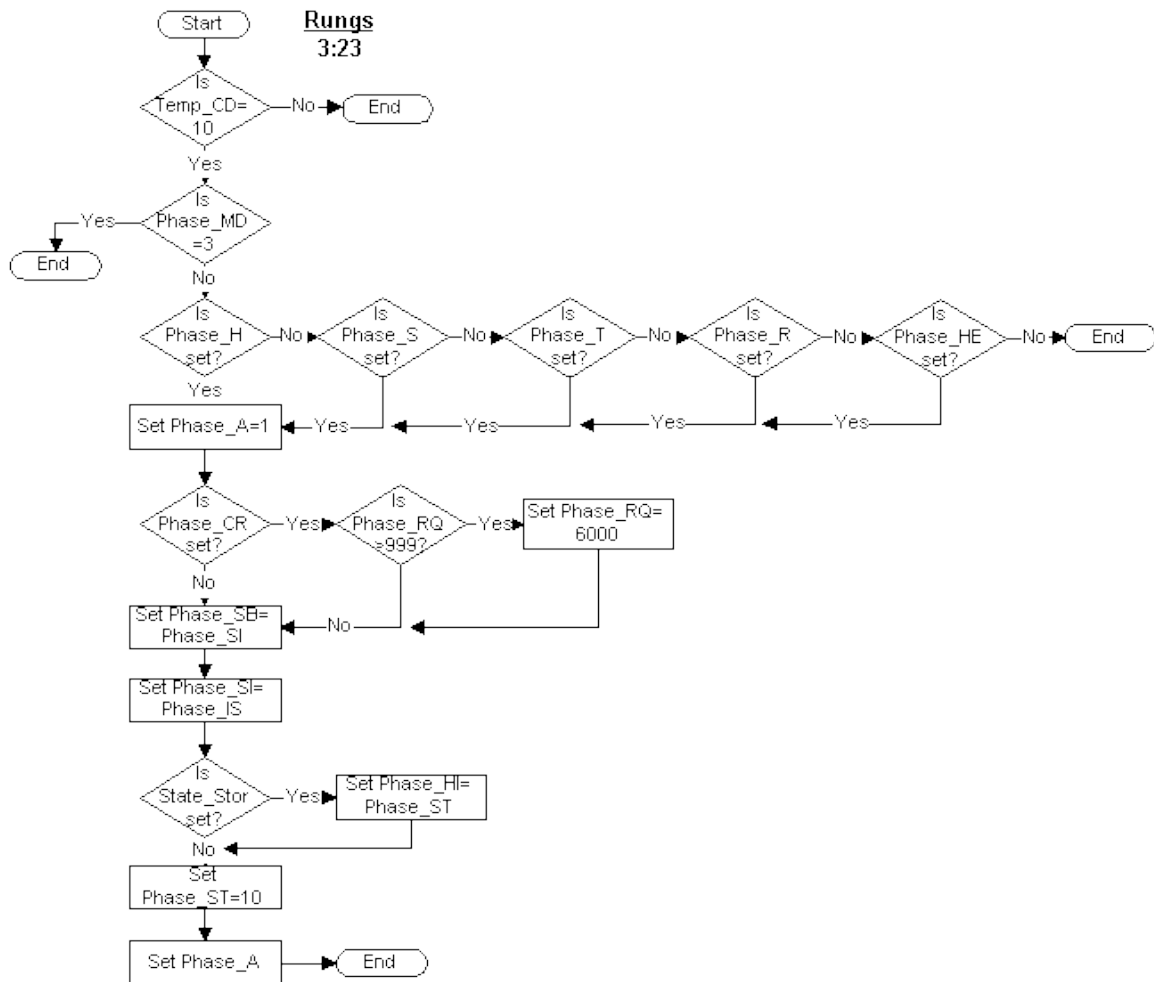 Start
Rungs
3:23
Is
Temp_CD=
10
No
End
Yes
Is
Phase_MD
=3
Yes
End
No
Is
Phase_H
set?
No
Is
Phase_S
set?
No
Is
Phase_T
set?
No
Is
Phase_R
set?
No
Is
Phase_HE
set?
No
End
Yes
Set Phase_A=1
Yes
Yes
Yes
Yes
Is
Phase_CR
set?
Yes
Is
Phase_RQ
>999?
Yes
Set Phase_RQ=
6000
No
Set Phase_SB=
Phase_SI
No
Set Phase_SI=
Phase_IS
Is
State_Stor
set?
Yes
Set Phase_HI=
Phase_ST
No
Set
Phase_ST=10
Set Phase_A
End